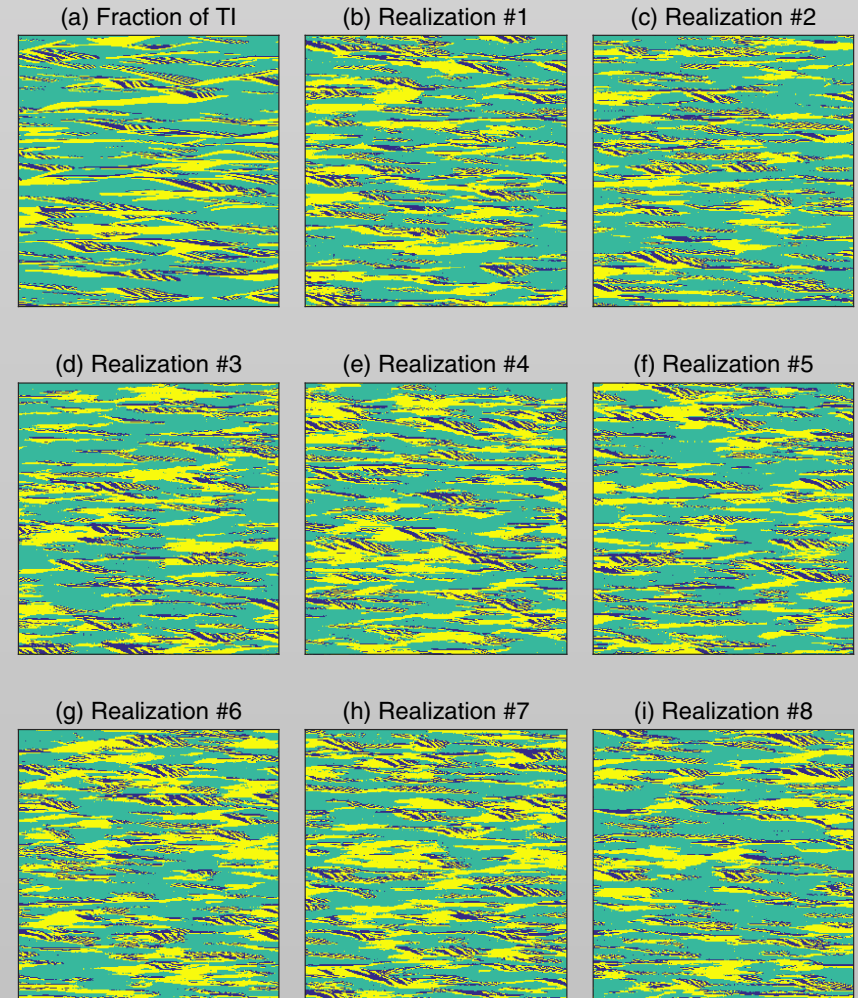 (a) Fraction of TI
(b) Realization #1
(c) Realization #2
(d) Realization #3
(e) Realization #4
(f) Realization #5
(g) Realization #6
(h) Realization #7
(i) Realization #8